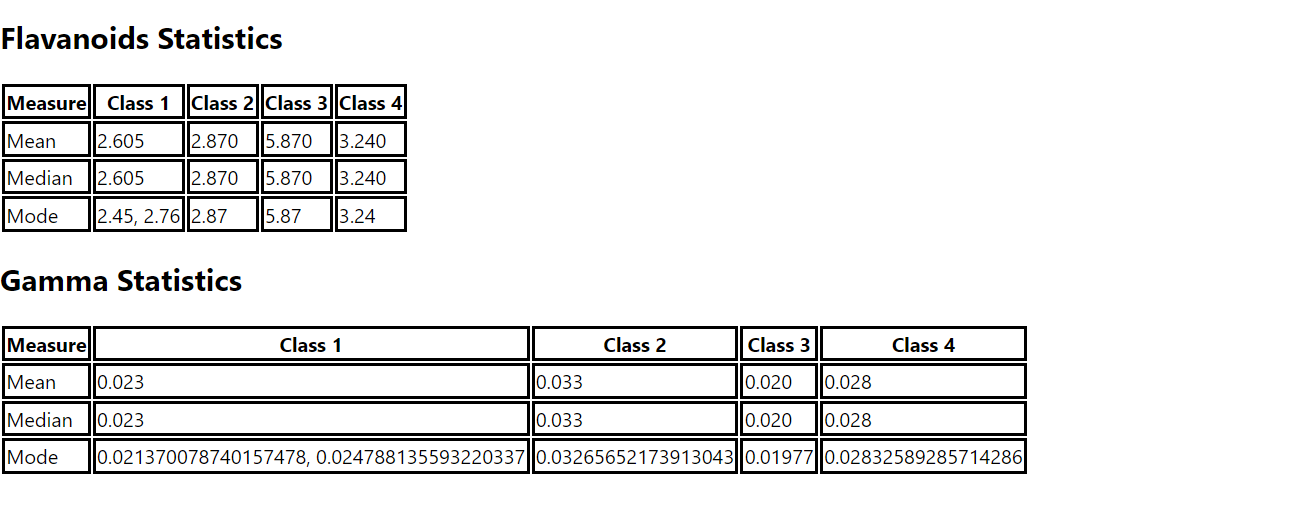 Flavanoids Statistics
Measure Class 1 Class 2 Class 3 Class 4
Mean 2.605 2.870 5.870 3.240
Median 2.605 2.870 5.870 3.240
Mode 2.45, 2.76 2.87 5.87 3.24
Gamma Statistics
Measure Class 1 Class 2 Class 3 Class 4
Mean 0.023 0.033 0.020 0.028
Median 0.023 0.033 0.020 0.028
Mode 0.021370078740157478, 0.024788135593220337 0.03265652173913043 0.01977 0.02832589285714286